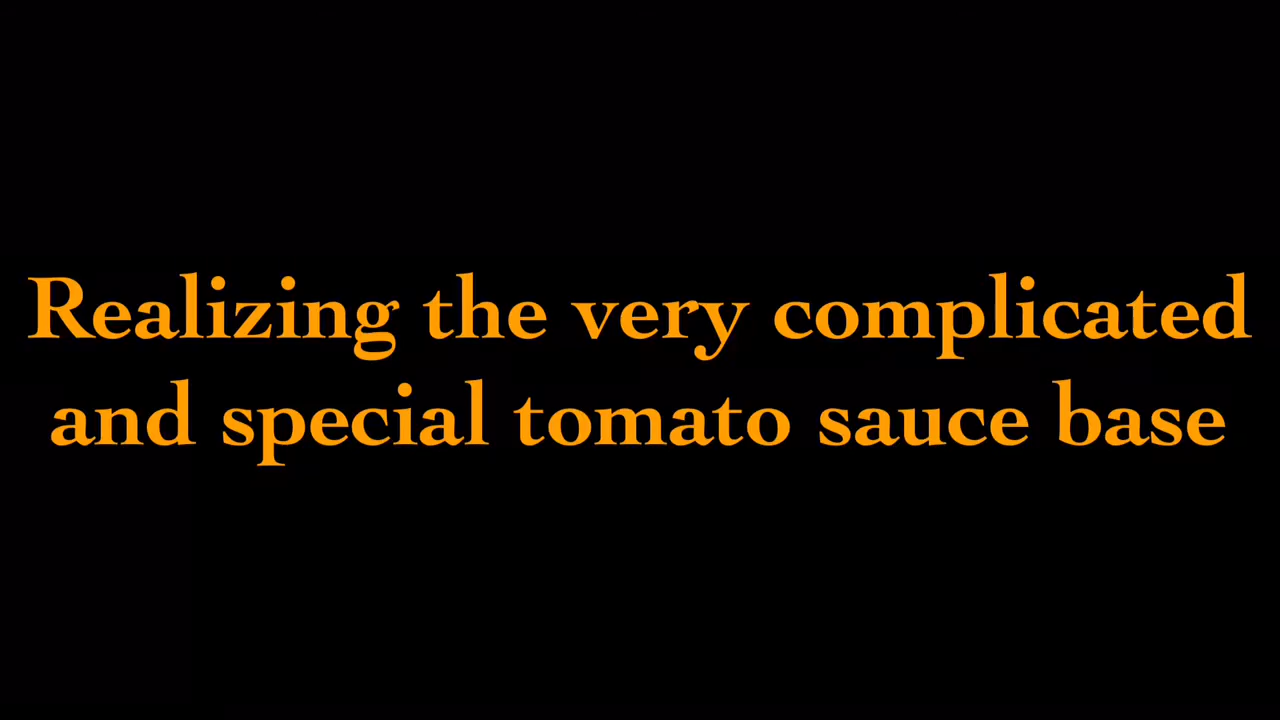 Realizing the very complicated
and special tomato sauce base